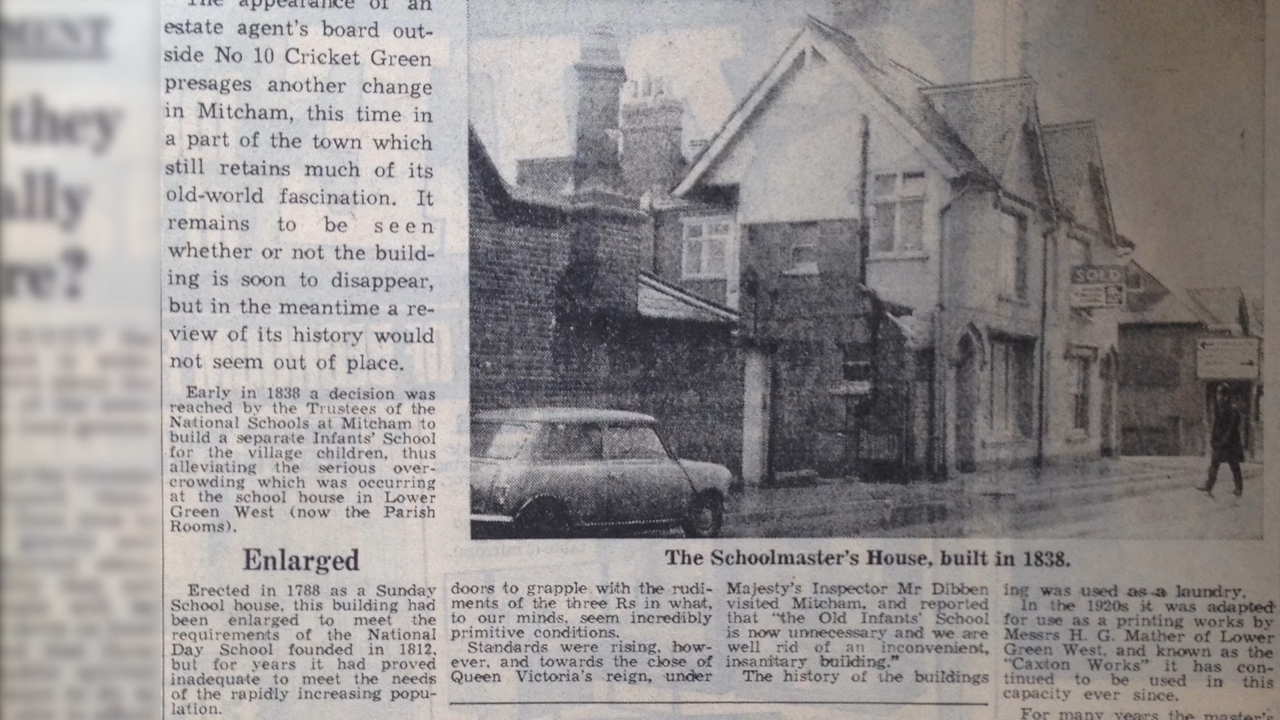 MENT
they
ally
re?
The appearance of an
estate agent's board out-
side No 10 Cricket Green
presages another change
in Mitcham, this time in
a part of the town which
still retains much of its
old-world fascination. It
remains to be seen
whether or not the build-
ing is soon to disappear,
but in the meantime a re-
view of its history would
not seem out of place.
Early in 1838 a decision was
reached by the Trustees of the
National Schools at Mitcham to
build a separate Infants' School
for the village children, thus
alleviating the serious over-
crowding which was occurring
at the school house in Lower
Green West (now the Parish
Rooms).
Enlarged
Erected in 1788 as a Sunday
School house, this building had
been enlarged to meet the
requirements of the National
Day School founded in 1812,
but for years it had proved
inadequate to meet the needs
of the rapidly increasing popu-
lation.
SOLD
The Schoolmaster's House, built in 1838.
doors to grapple with the rudi-
ments of the three Rs in what,
to our minds, seem incredibly
primitive conditions.
Standards were rising, how-
ever, and towards the close of
Queen Victoria's reign, under
Majesty's Inspector Mr Dibben
visited Mitcham, and reported
that "the Old Infants' School
is now unnecessary and we are
well rid of an inconvenient,
insanitary building."
The history of the buildings
ing was used as a laundry.
In the 1920s it was adapted
for use as a printing works by
Messrs H. G. Mather of Lower
Green West, and known as the
"Caxton Works" it has con-
tinued to be used in this
capacity ever since.
For many years the master's